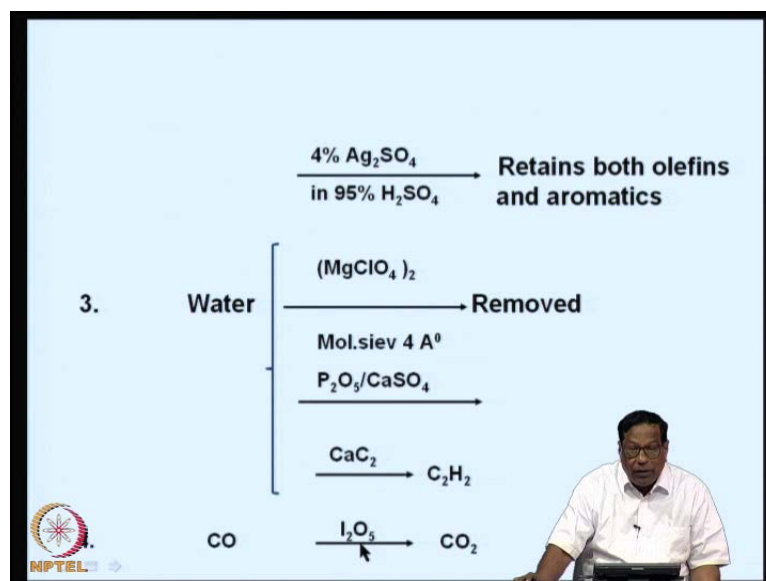 4% Ag₂SO₄
in 95% H₂SO₄
Retains both olefins
and aromatics
3. Water
(MgClO₄ )₂
Removed
Mol.siev 4 A⁰
P₂O₅/CaSO₄
CaC₂
C₂H₂
4. CO I₂O₅ CO₂
NPTEL